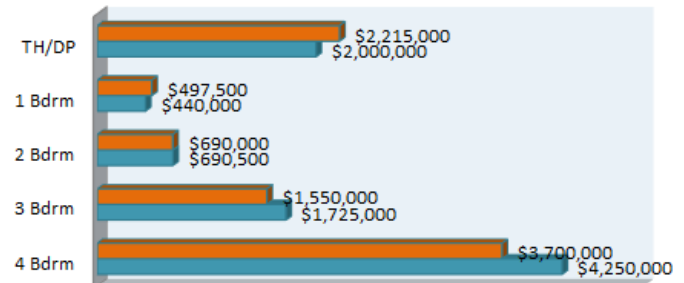 TH/DP
$2,215,000
$2,000,000
1 Bdrm
$497,500
$440,000
2 Bdrm
$690,000
$690,500
3 Bdrm
$1,550,000
$1,725,000
4 Bdrm
$3,700,000
$4,250,000